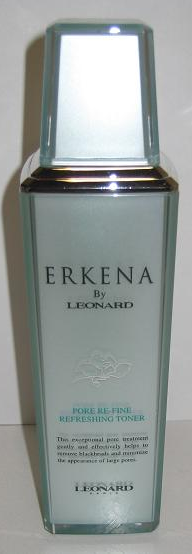 ERKENA
By
LEONARD
PORE RE-FINE
REFRESHING TONER
This exceptional pore treatment
gently and effectively helps to
remove blackheads and minimize
the appearance of large pores.
LEONARD
PARIS